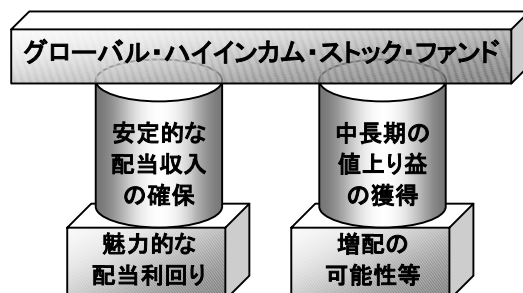 グローバル・ハイインカム・ストック・ファンド
安定的な
配当収入
の確保
中長期の
値上り益
の獲得
魅力的な
配当利回り
増配の
可能性等